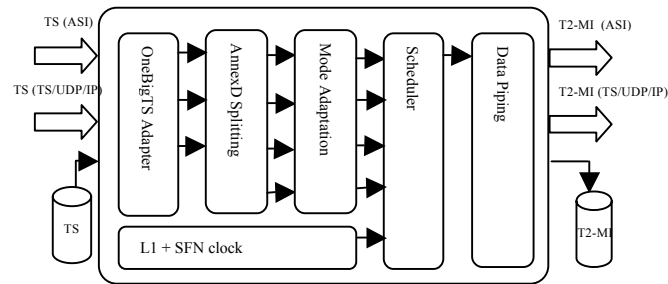 TS (ASI)
TS (TS/UDP/IP)
TS
OneBigTS Adapter
AnnexD Splitting
Mode Adaptation
L1 + SFN clock
Scheduler
Data Piping
T2-MI (ASI)
T2-MI (TS/UDP/IP)
T2-MI